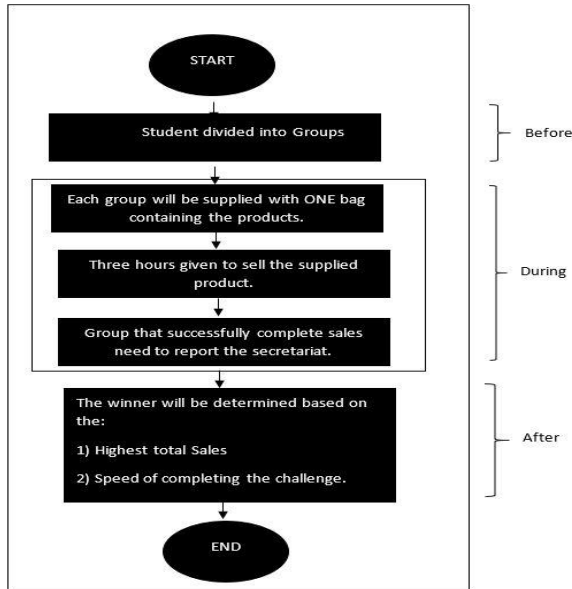 START
Student divided into Groups
Before
Each group will be supplied with ONE bag
containing the products.
Three hours given to sell the supplied
product.
During
Group that successfully complete sales
need to report the secretariat.
The winner will be determined based on
the:
1) Highest total Sales
2) Speed of completing the challenge.
After
END